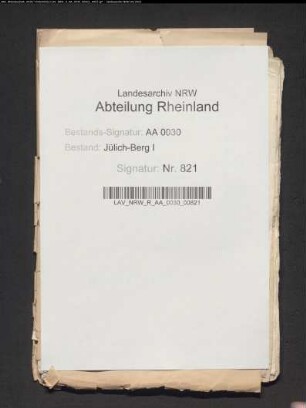 Landesarchiv NRW
Abteilung Rheinland
Bestands-Signatur: AA 0030
Bestand: Jülich-Berg I
Signatur: Nr. 821
LAV_NRW_R_AA_0030_00821